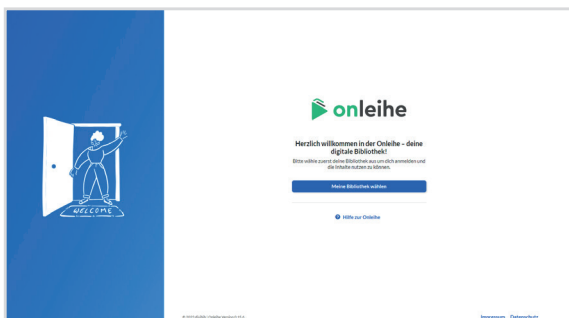 onleihe
Herzlich willkommen in der Onleihe – deine
digitale Bibliothek!
Bitte wähle zuerst deine Bibliothek aus um dich anmelden und
die Inhalte nutzen zu können.
Meine Bibliothek wählen
Hilfe zur Onleihe
WELCOME
Impressum Datenschutz